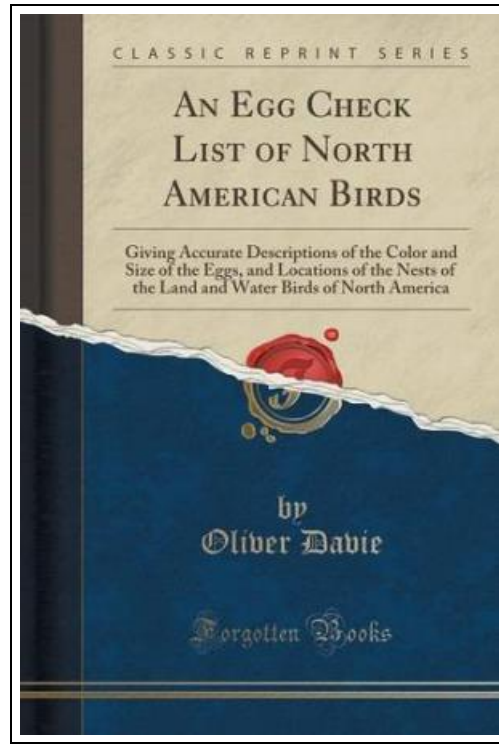 CLASSIC REPRINT SERIES
AN EGG CHECK
LIST OF NORTH
AMERICAN BIRDS
Giving Accurate Descriptions of the Color and
Size of the Eggs, and Locations of the Nests of
the Land and Water Birds of North America
by
Oliver Davie
Forgotten Books